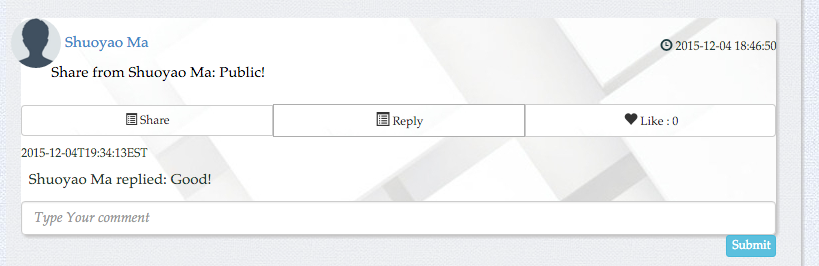 Shuoyao Ma
2015-12-04 18:46:50
Share from Shuoyao Ma: Public!
Share
Reply
Like : 0
2015-12-04T19:34:13EST
Shuoyao Ma replied: Good!
Type Your comment
Submit